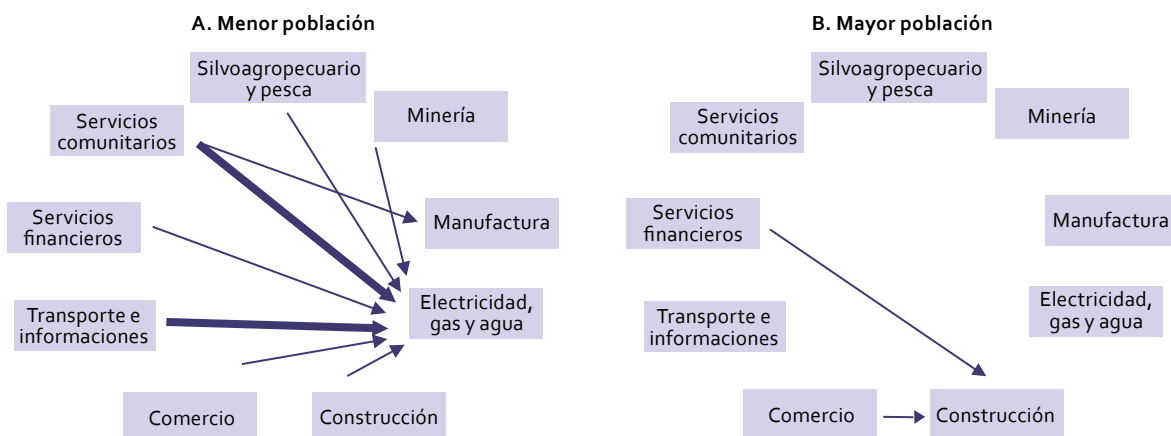 A. Menor población
Silvoagropecuario
y pesca
Minería
Servicios
comunitarios
Servicios
financieros
Manufactura
Transporte e
informaciones
Electricidad,
gas y agua
Comercio
Construcción
B. Mayor población
Silvoagropecuario
y pesca
Minería
Servicios
comunitarios
Servicios
financieros
Manufactura
Transporte e
informaciones
Electricidad,
gas y agua
Comercio
Construcción